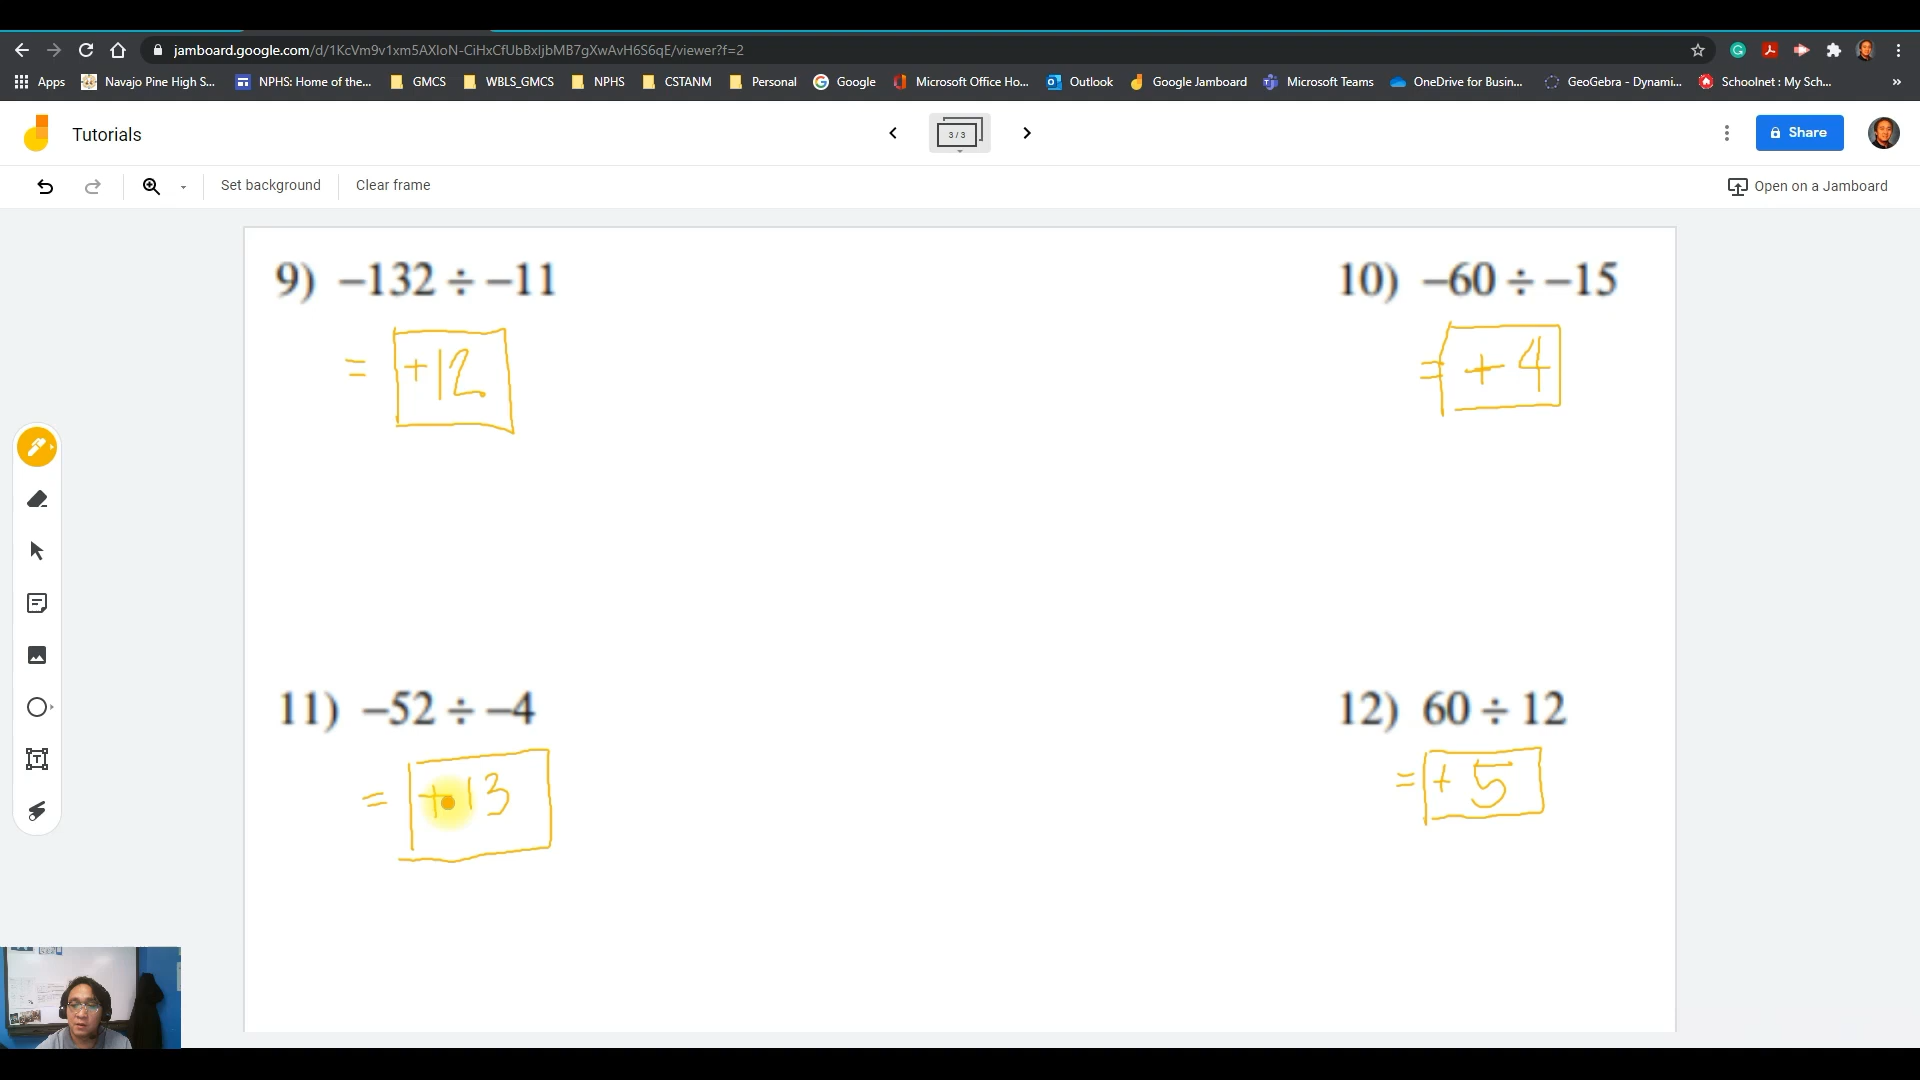 jamboard.google.com/d/1KcVm9v1xm5AXIoN-CiHxCfUbBxIjbMB7gXwAvH6S6qE/viewer?f=2
Apps Navajo Pine High S... NPHS: Home of the... GMCS WBLS_GMCS NPHS CSTANM Personal Google Microsoft Office Ho... Outlook Google Jamboard Microsoft Teams OneDrive for Busin... GeoGebra - Dynami... Schoolnet : My Sch... »
Tutorials 3 / 3 Share
Set background Clear frame Open on a Jamboard
9) −132 ÷ −11 10) −60 ÷ −15
= +12 = + 4
11) −52 ÷ −4 12) 60 ÷ 12
= +13 = + 5